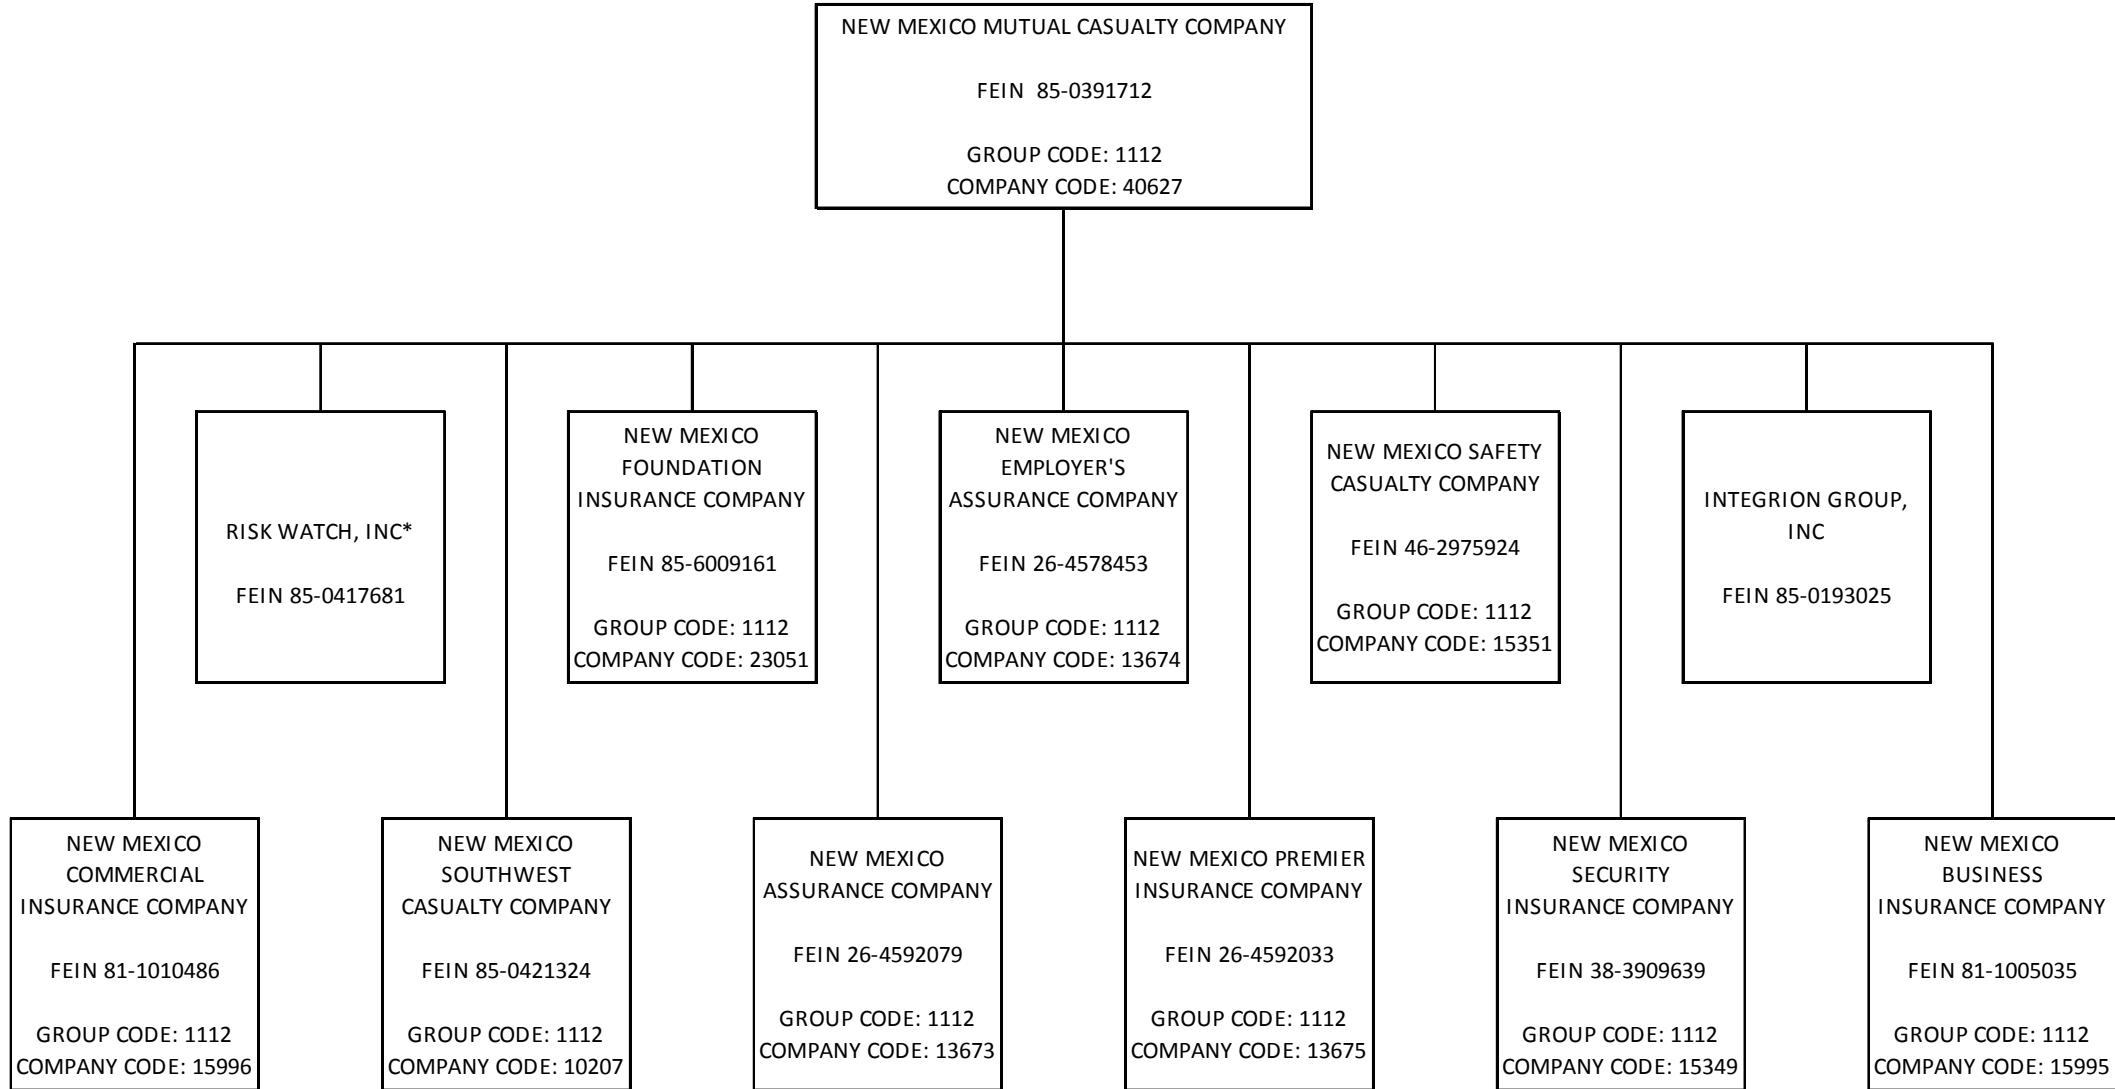 NEW MEXICO MUTUAL CASUALTY COMPANY
FEIN 85-0391712
GROUP CODE: 1112
COMPANY CODE: 40627
RISK WATCH, INC*
FEIN 85-0417681
NEW MEXICO
FOUNDATION
INSURANCE COMPANY
FEIN 85-6009161
GROUP CODE: 1112
COMPANY CODE: 23051
NEW MEXICO
EMPLOYER'S
ASSURANCE COMPANY
FEIN 26-4578453
GROUP CODE: 1112
COMPANY CODE: 13674
NEW MEXICO SAFETY
CASUALTY COMPANY
FEIN 46-2975924
GROUP CODE: 1112
COMPANY CODE: 15351
INTEGRION GROUP,
INC
FEIN 85-0193025
NEW MEXICO
COMMERCIAL
INSURANCE COMPANY
FEIN 81-1010486
GROUP CODE: 1112
COMPANY CODE: 15996
NEW MEXICO
SOUTHWEST
CASUALTY COMPANY
FEIN 85-0421324
GROUP CODE: 1112
COMPANY CODE: 10207
NEW MEXICO
ASSURANCE COMPANY
FEIN 26-4592079
GROUP CODE: 1112
COMPANY CODE: 13673
NEW MEXICO PREMIER
INSURANCE COMPANY
FEIN 26-4592033
GROUP CODE: 1112
COMPANY CODE: 13675
NEW MEXICO
SECURITY
INSURANCE COMPANY
FEIN 38-3909639
GROUP CODE: 1112
COMPANY CODE: 15349
NEW MEXICO
BUSINESS
INSURANCE COMPANY
FEIN 81-1005035
GROUP CODE: 1112
COMPANY CODE: 15995